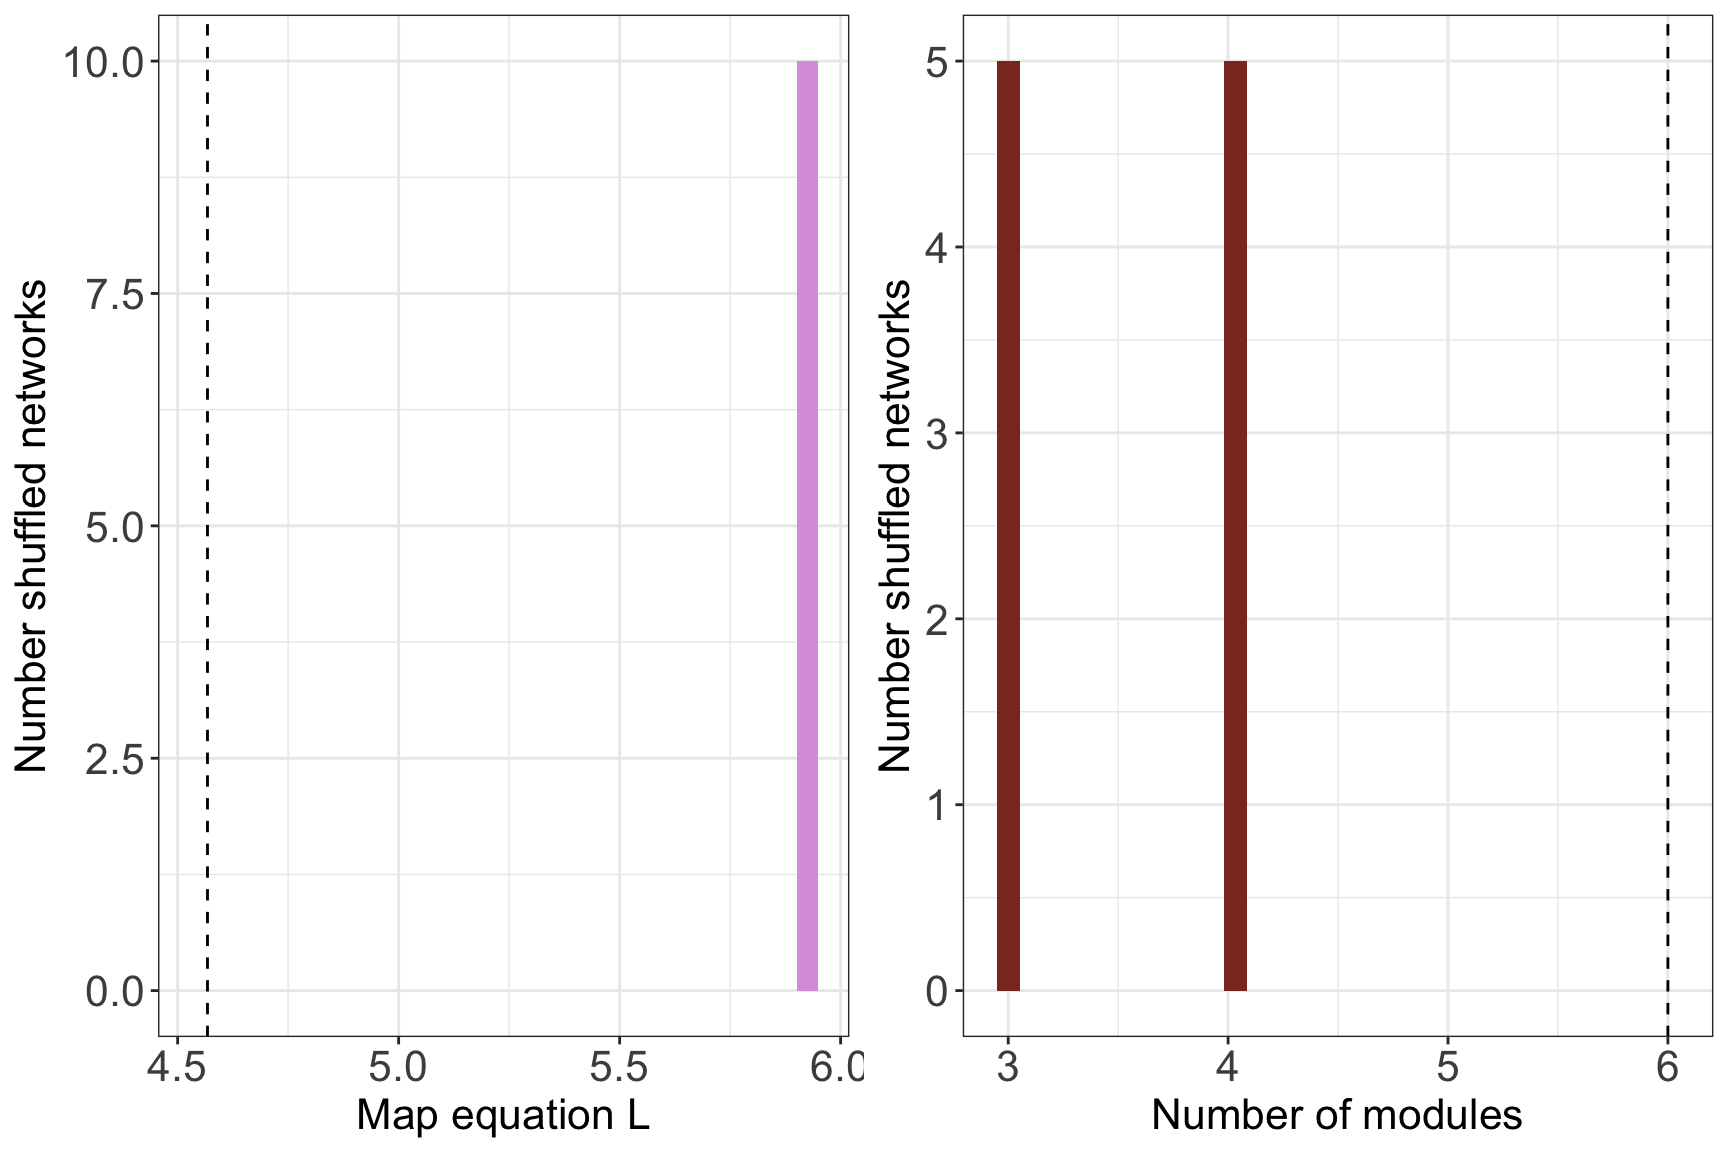 Number shuffled networks
10.0
7.5
5.0
2.5
0.0
4.5 5.0 5.5 6.0
Map equation L
Number shuffled networks
5
4
3
2
1
0
3 4 5 6
Number of modules